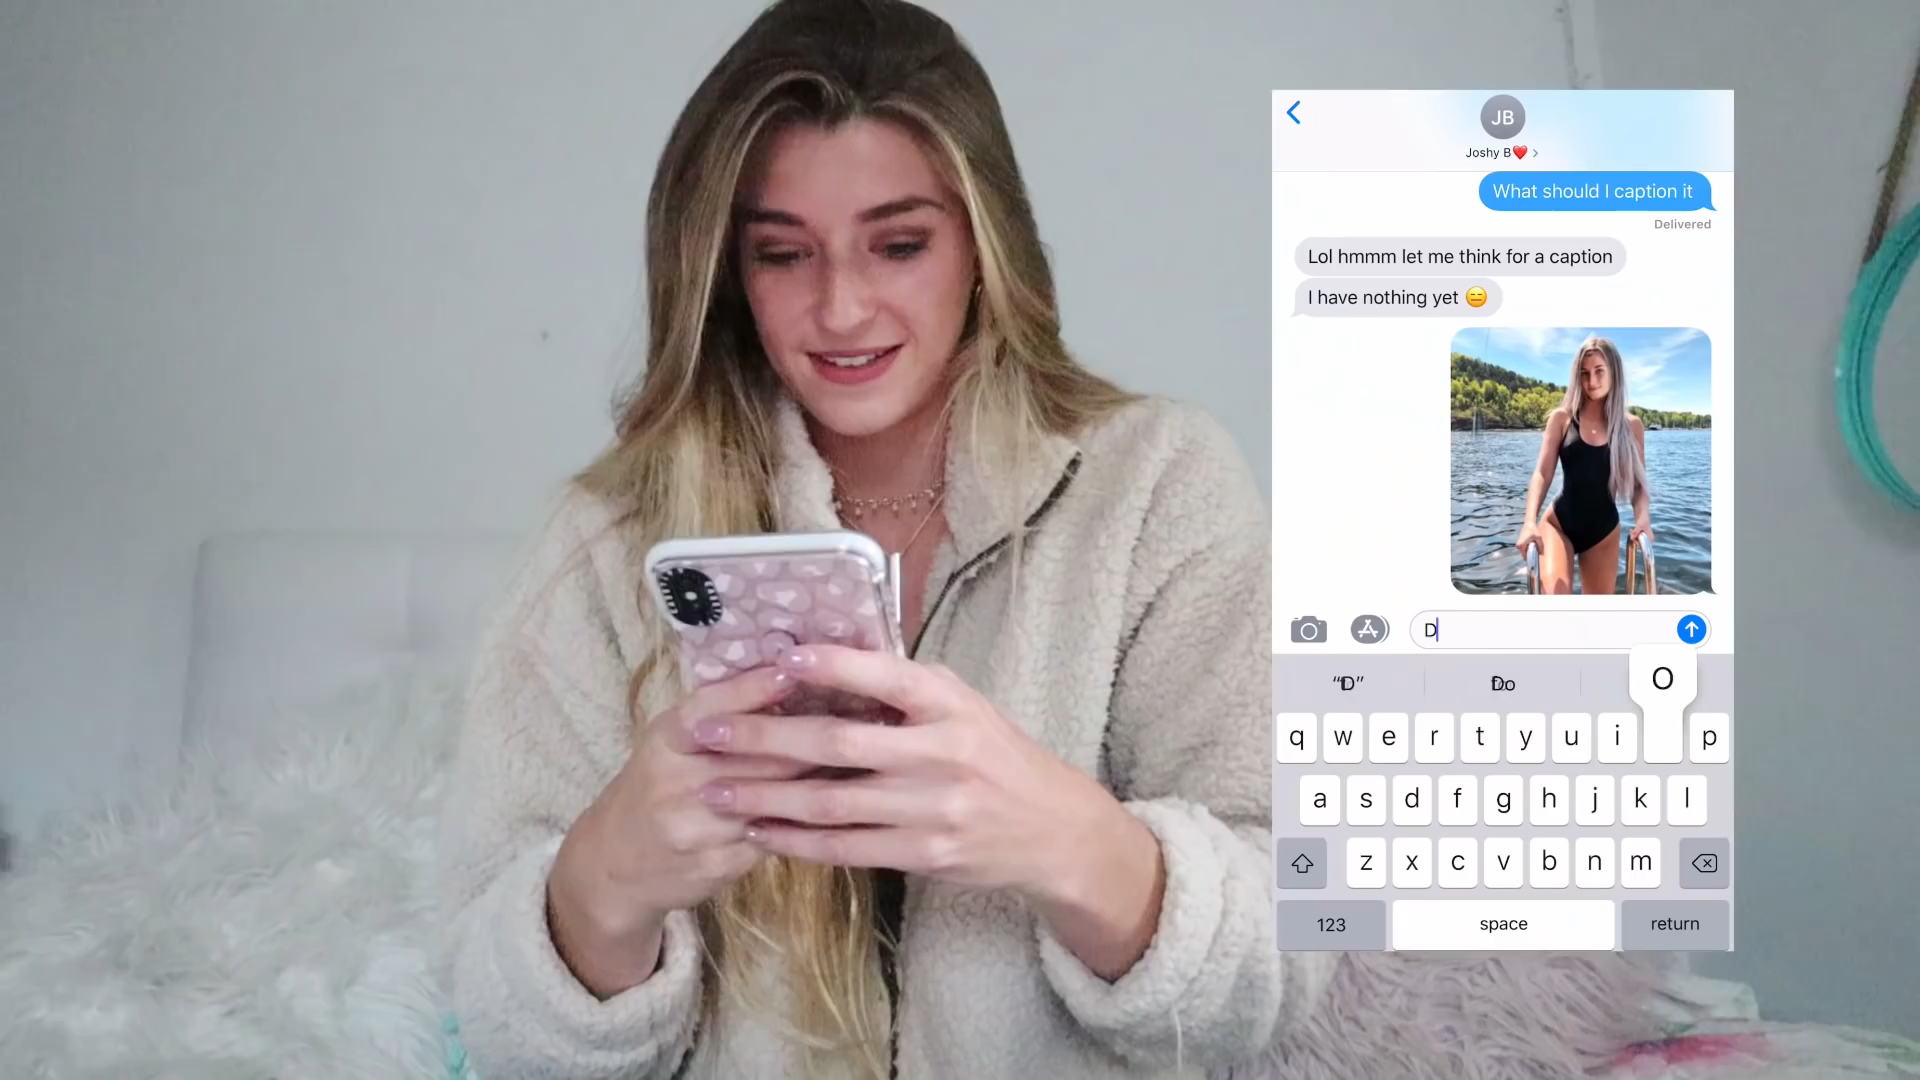 JB
Joshy B❤️ >
What should I caption it
Delivered
Lol hmmm let me think for a caption
I have nothing yet 😑
D
“D” Do
O
q w e r t y u i p
a s d f g h j k l
z x c v b n m
123 space return